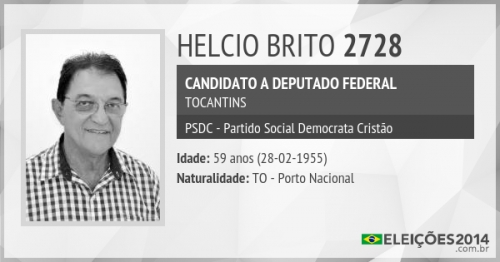 HELCIO BRITO 2728
CANDIDATO A DEPUTADO FEDERAL
TOCANTINS
PSDC - Partido Social Democrata Cristão
Idade: 59 anos (28-02-1955)
Naturalidade: TO - Porto Nacional
ELEIÇÕES2014
.com.br